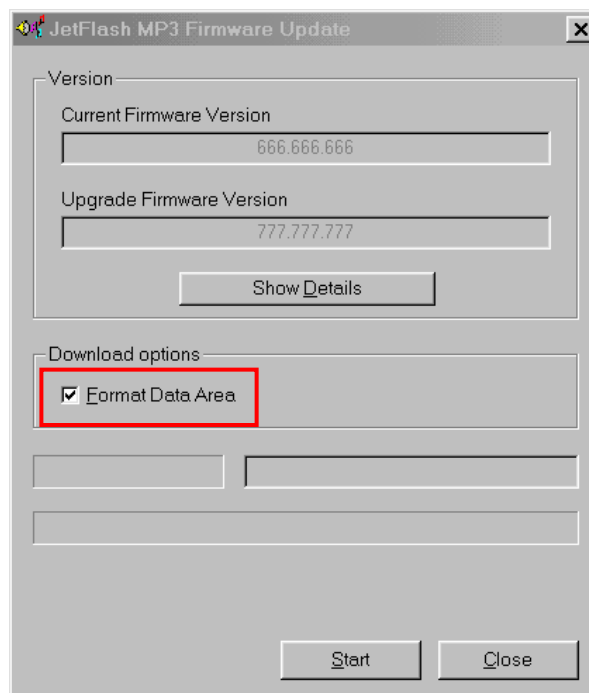 JetFlash MP3 Firmware Update
Version
Current Firmware Version
666.666.666
Upgrade Firmware Version
777.777.777
Show Details
Download options
Format Data Area
Start
Close